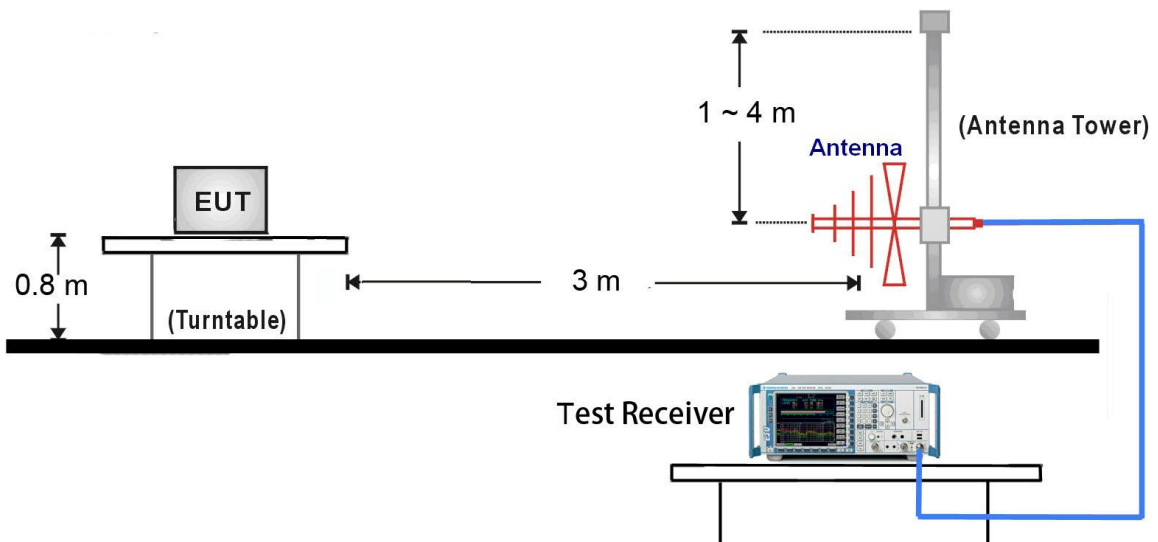 1 ~ 4 m
(Antenna Tower)
Antenna
EUT
0.8 m
3 m
(Turntable)
Test Receiver